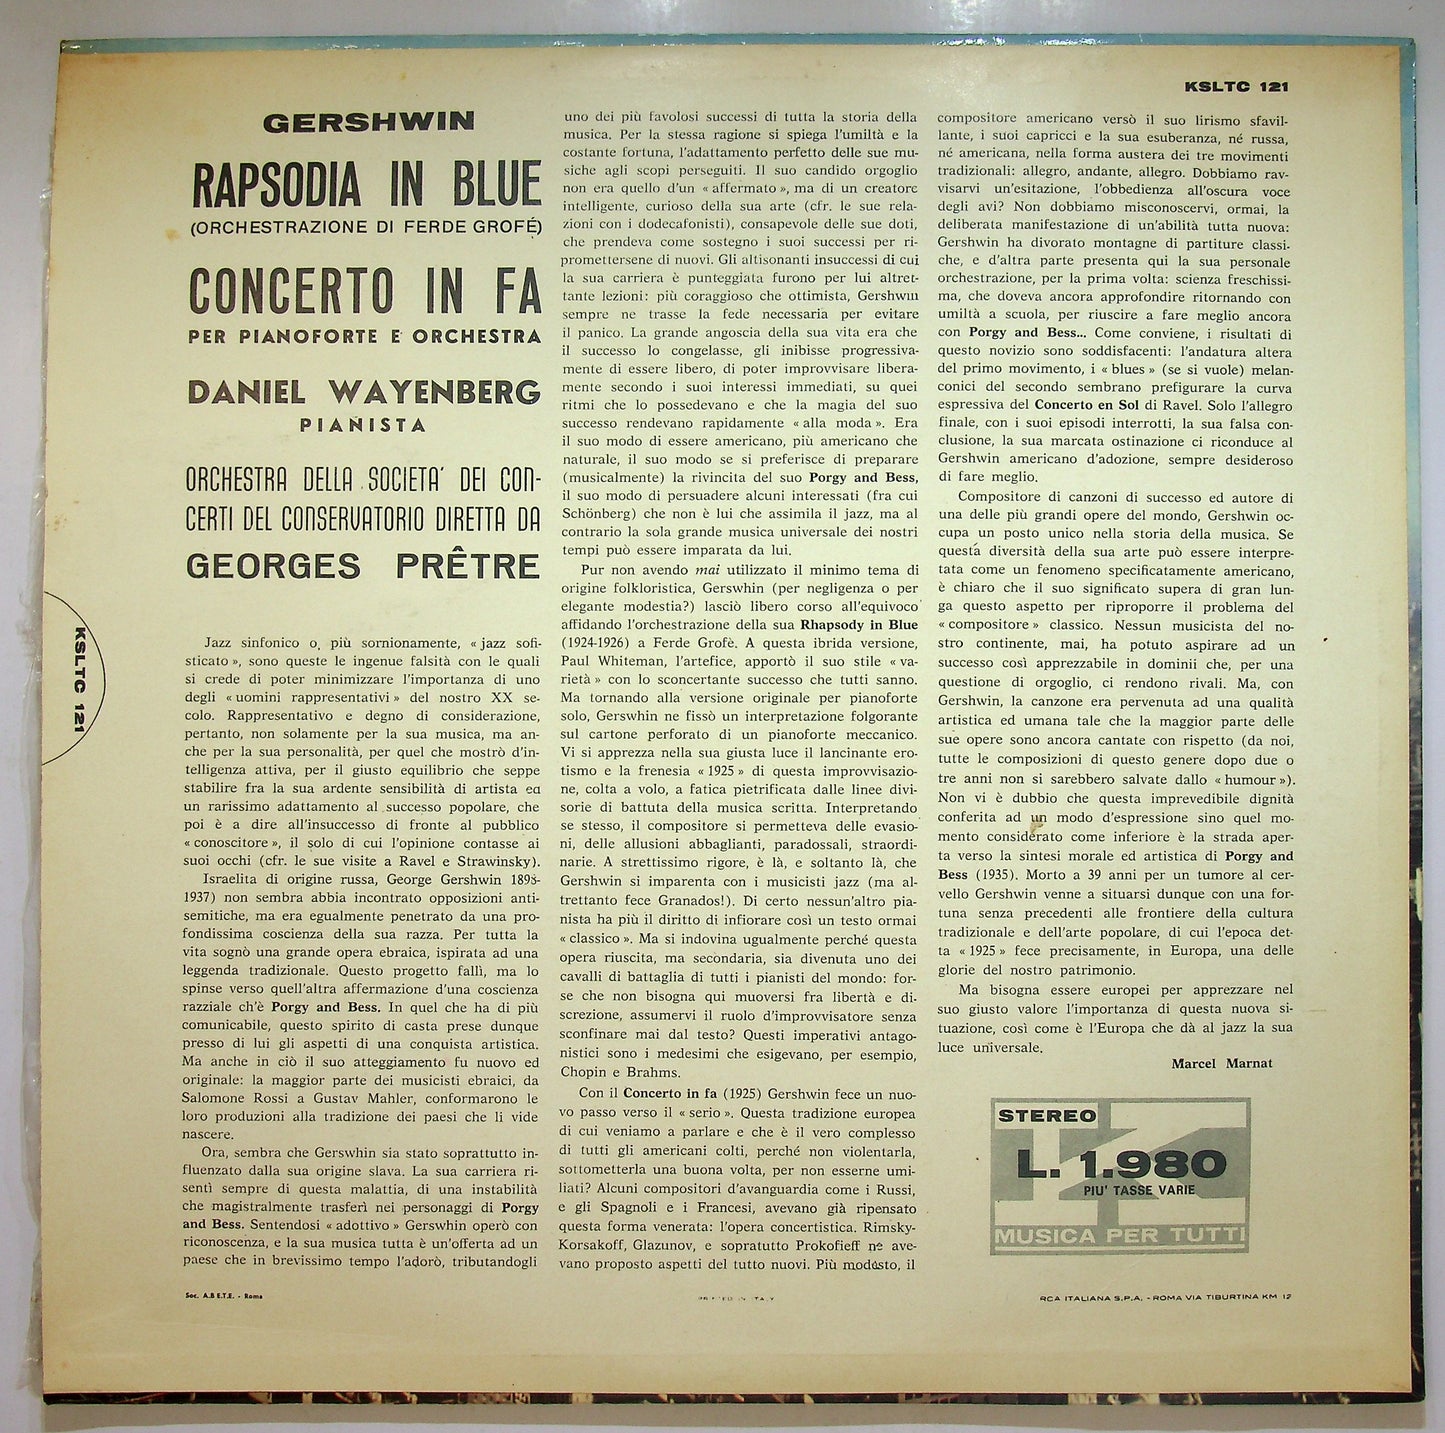 KSLTC 121
GERSHWIN
RAPSODIA IN BLUE
(ORCHESTRAZIONE DI FERDE GROFÉ)
CONCERTO IN FA
PER PIANOFORTE E ORCHESTRA
DANIEL WAYENBERG
PIANISTA
ORCHESTRA DELLA SOCIETA' DEI CON-
CERTI DEL CONSERVATORIO DIRETTA DA
GEORGES PRÊTRE
KSLTC 121
Jazz sinfonico o, più sornionamente, « jazz sofi-
sticato », sono queste le ingenue falsità con le quali
si crede di poter minimizzare l'importanza di uno
degli « uomini rappresentativi » del nostro XX se-
colo. Rappresentativo e degno di considerazione,
pertanto, non solamente per la sua musica, ma an-
che per la sua personalità, per quel che mostrò d'in-
telligenza attiva, per il giusto equilibrio che seppe
stabilire fra la sua ardente sensibilità di artista ed
un rarissimo adattamento al successo popolare, che
poi è a dire all'insuccesso di fronte al pubblico
« conoscitore », il solo di cui l'opinione contasse ai
suoi occhi (cfr. le sue visite a Ravel e Strawinsky).
Israelita di origine russa, George Gershwin 1898-
1937) non sembra abbia incontrato opposizioni anti-
semitiche, ma era egualmente penetrato da una pro-
fondissima coscienza della sua razza. Per tutta la
vita sognò una grande opera ebraica, ispirata ad una
leggenda tradizionale. Questo progetto fallì, ma lo
spinse verso quell'altra affermazione d'una coscienza
razziale ch'è Porgy and Bess. In quel che ha di più
comunicabile, questo spirito di casta prese dunque
presso di lui gli aspetti di una conquista artistica.
Ma anche in ciò il suo atteggiamento fu nuovo ed
originale: la maggior parte dei musicisti ebraici, da
Salomone Rossi a Gustav Mahler, conformarono le
loro produzioni alla tradizione dei paesi che li vide
nascere.
Ora, sembra che Gerswhin sia stato soprattutto in-
fluenzato dalla sua origine slava. La sua carriera ri-
sentì sempre di questa malattia, di una instabilità
che magistralmente trasferì nei personaggi di Porgy
and Bess. Sentendosi « adottivo » Gerswhin operò con
riconoscenza, e la sua musica tutta è un'offerta ad un
paese che in brevissimo tempo l'adorò, tributandogli
uno dei più favolosi successi di tutta la storia della
musica. Per la stessa ragione si spiega l'umiltà e la
costante fortuna, l'adattamento perfetto delle sue mu-
siche agli scopi perseguiti. Il suo candido orgoglio
non era quello d'un « affermato », ma di un creatore
intelligente, curioso della sua arte (cfr. le sue rela-
zioni con i dodecafonisti), consapevole delle sue doti,
che prendeva come sostegno i suoi successi per ri-
promettersene di nuovi. Gli altisonanti insuccessi di cui
la sua carriera è punteggiata furono per lui altret-
tante lezioni: più coraggioso che ottimista, Gershwin
sempre ne trasse la fede necessaria per evitare
il panico. La grande angoscia della sua vita era che
il successo lo congelasse, gli inibisse progressiva-
mente di essere libero, di poter improvvisare libera-
mente secondo i suoi interessi immediati, su quei
ritmi che lo possedevano e che la magia del suo
successo rendevano rapidamente « alla moda ». Era
il suo modo di essere americano, più americano che
naturale, il suo modo se si preferisce di preparare
(musicalmente) la rivincita del suo Porgy and Bess,
il suo modo di persuadere alcuni interessati (fra cui
Schönberg) che non è lui che assimila il jazz, ma al
contrario la sola grande musica universale dei nostri
tempi può essere imparata da lui.
Pur non avendo mai utilizzato il minimo tema di
origine folkloristica, Gerswhin (per negligenza o per
elegante modestia?) lasciò libero corso all'equivoco
affidando l'orchestrazione della sua Rhapsody in Blue
(1924-1926) a Ferde Grofè. A questa ibrida versione,
Paul Whiteman, l'artefice, apportò il suo stile « va-
rietà » con lo sconcertante successo che tutti sanno.
Ma tornando alla versione originale per pianoforte
solo, Gerswhin ne fissò un interpretazione folgorante
sul cartone perforato di un pianoforte meccanico.
Vi si apprezza nella sua giusta luce il lancinante ero-
tismo e la frenesia « 1925 » di questa improvvisazio-
ne, colta a volo, a fatica pietrificata dalle linee divi-
sorie di battuta della musica scritta. Interpretando
se stesso, il compositore si permetteva delle evasio-
ni, delle allusioni abbaglianti, paradossali, straordi-
narie. A strettissimo rigore, è là, e soltanto là, che
Gershwin si imparenta con i musicisti jazz (ma al-
trettanto fece Granados!). Di certo nessun'altro pia-
nista ha più il diritto di infiorare così un testo ormai
« classico ». Ma si indovina ugualmente perché questa
opera riuscita, ma secondaria, sia divenuta uno dei
cavalli di battaglia di tutti i pianisti del mondo: for-
se che non bisogna qui muoversi fra libertà e di-
screzione, assumervi il ruolo d'improvvisatore senza
sconfinare mai dal testo? Questi imperativi antago-
nistici sono i medesimi che esigevano, per esempio,
Chopin e Brahms.
Con il Concerto in fa (1925) Gershwin fece un nuo-
vo passo verso il « serio ». Questa tradizione europea
di cui veniamo a parlare e che è il vero complesso
di tutti gli americani colti, perché non violentarla,
sottometterla una buona volta, per non esserne umi-
liati? Alcuni compositori d'avanguardia come i Russi,
e gli Spagnoli e i Francesi, avevano già ripensato
questa forma venerata: l'opera concertistica. Rimsky-
Korsakoff, Glazunov, e sopratutto Prokofieff ne ave-
vano proposto aspetti del tutto nuovi. Più modesto, il
compositore americano versò il suo lirismo sfavil-
lante, i suoi capricci e la sua esuberanza, né russa,
né americana, nella forma austera dei tre movimenti
tradizionali: allegro, andante, allegro. Dobbiamo rav-
visarvi un'esitazione, l'obbedienza all'oscura voce
degli avi? Non dobbiamo misconoscervi, ormai, la
deliberata manifestazione di un'abilità tutta nuova:
Gershwin ha divorato montagne di partiture classi-
che, e d'altra parte presenta qui la sua personale
orchestrazione, per la prima volta: scienza freschissi-
ma, che doveva ancora approfondire ritornando con
umiltà a scuola, per riuscire a fare meglio ancora
con Porgy and Bess... Come conviene, i risultati di
questo novizio sono soddisfacenti: l'andatura altera
del primo movimento, i « blues » (se si vuole) melan-
conici del secondo sembrano prefigurare la curva
espressiva del Concerto en Sol di Ravel. Solo l'allegro
finale, con i suoi episodi interrotti, la sua falsa con-
clusione, la sua marcata ostinazione ci riconduce al
Gershwin americano d'adozione, sempre desideroso
di fare meglio.
Compositore di canzoni di successo ed autore di
una delle più grandi opere del mondo, Gershwin oc-
cupa un posto unico nella storia della musica. Se
questa diversità della sua arte può essere interpre-
tata come un fenomeno specificatamente americano,
è chiaro che il suo significato supera di gran lun-
ga questo aspetto per riproporre il problema del
« compositore » classico. Nessun musicista del no-
stro continente, mai, ha potuto aspirare ad un
successo così apprezzabile in dominii che, per una
questione di orgoglio, ci rendono rivali. Ma, con
Gershwin, la canzone era pervenuta ad una qualità
artistica ed umana tale che la maggior parte delle
sue opere sono ancora cantate con rispetto (da noi,
tutte le composizioni di questo genere dopo due o
tre anni non si sarebbero salvate dallo « humour »).
Non vi è dubbio che questa imprevedibile dignità
conferita ad un modo d'espressione sino quel mo-
mento considerato come inferiore è la strada aper-
ta verso la sintesi morale ed artistica di Porgy and
Bess (1935). Morto a 39 anni per un tumore al cer-
vello Gershwin venne a situarsi dunque con una for-
tuna senza precedenti alle frontiere della cultura
tradizionale e dell'arte popolare, di cui l'epoca det-
ta « 1925 » fece precisamente, in Europa, una delle
glorie del nostro patrimonio.
Ma bisogna essere europei per apprezzare nel
suo giusto valore l'importanza di questa nuova si-
tuazione, così come è l'Europa che dà al jazz la sua
luce universale.
Marcel Marnat
STEREO
L. 1.980
PIU' TASSE VARIE
MUSICA PER TUTTI
Soc. A.B.E.T.E. - Roma
PRINTED IN ITALY
RCA ITALIANA S.P.A. - ROMA VIA TIBURTINA KM 12